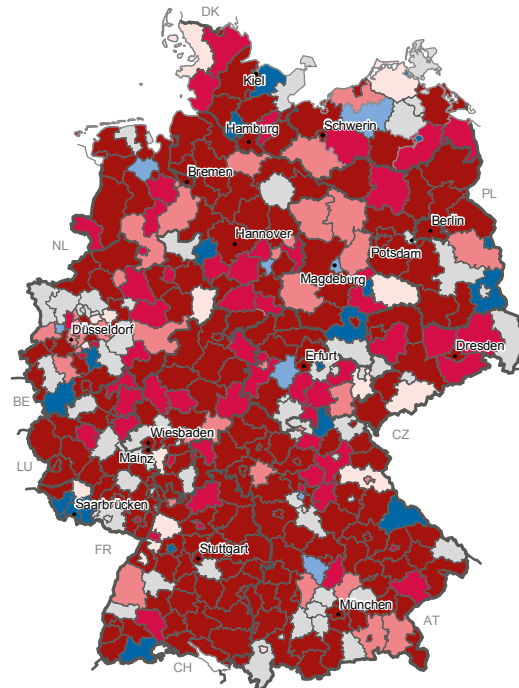 DK
Kiel
Hamburg
Schwerin
Bremen
PL
Berlin
NL
Hannover
Potsdam
Magdeburg
Düsseldorf
Erfurt
Dresden
BE
CZ
Wiesbaden
LU
Mainz
Saarbrücken
FR
Stuttgart
München
AT
CH